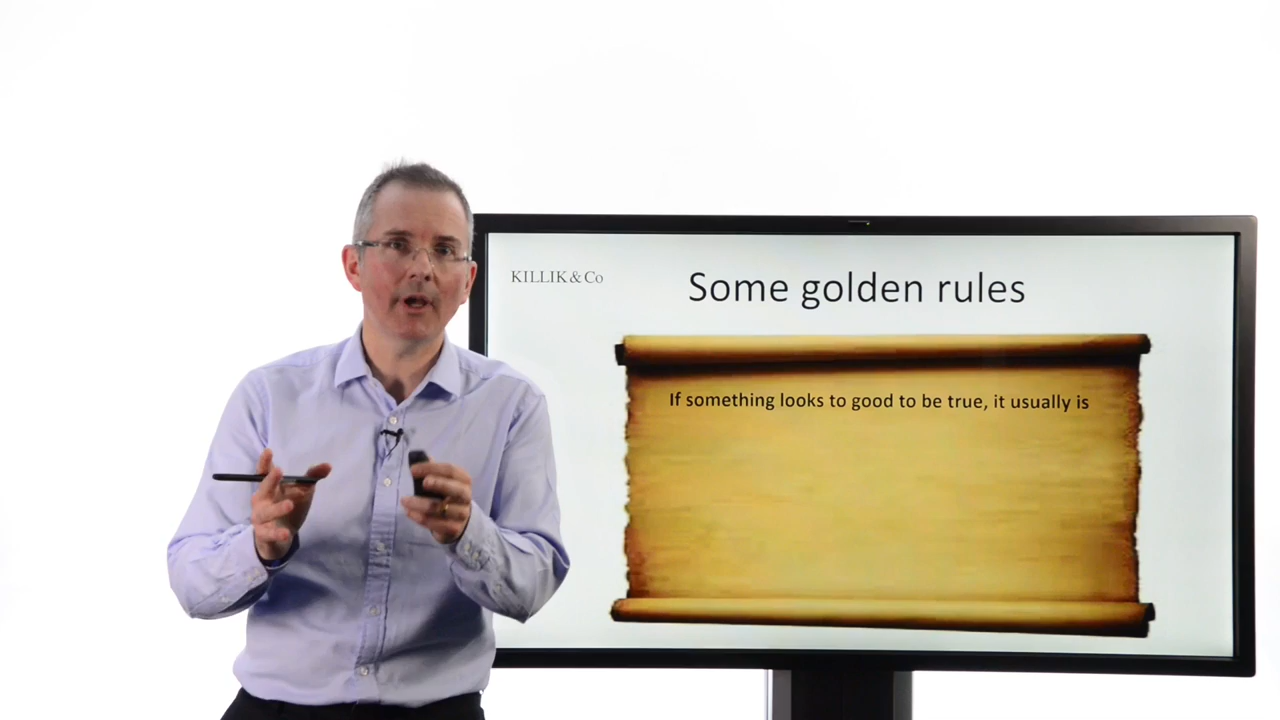 KILLIK & Co
Some golden rules
If something looks to good to be true, it usually is